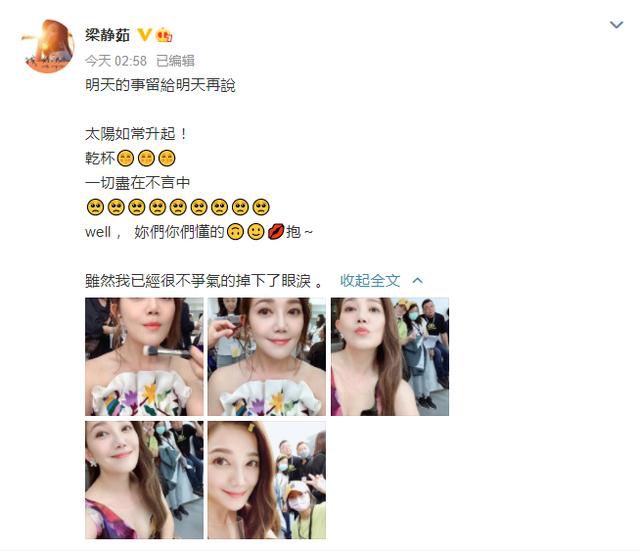 梁静茹
今天 02:58 已编辑
明天的事留給明天再說
太陽如常升起！
乾杯😁😁😁
一切盡在不言中
🥺🥺🥺🥺🥺🥺🥺🥺🥺
well ， 妳們你們懂的🙃🙂💋抱～
雖然我已經很不爭氣的掉下了眼淚 。 收起全文